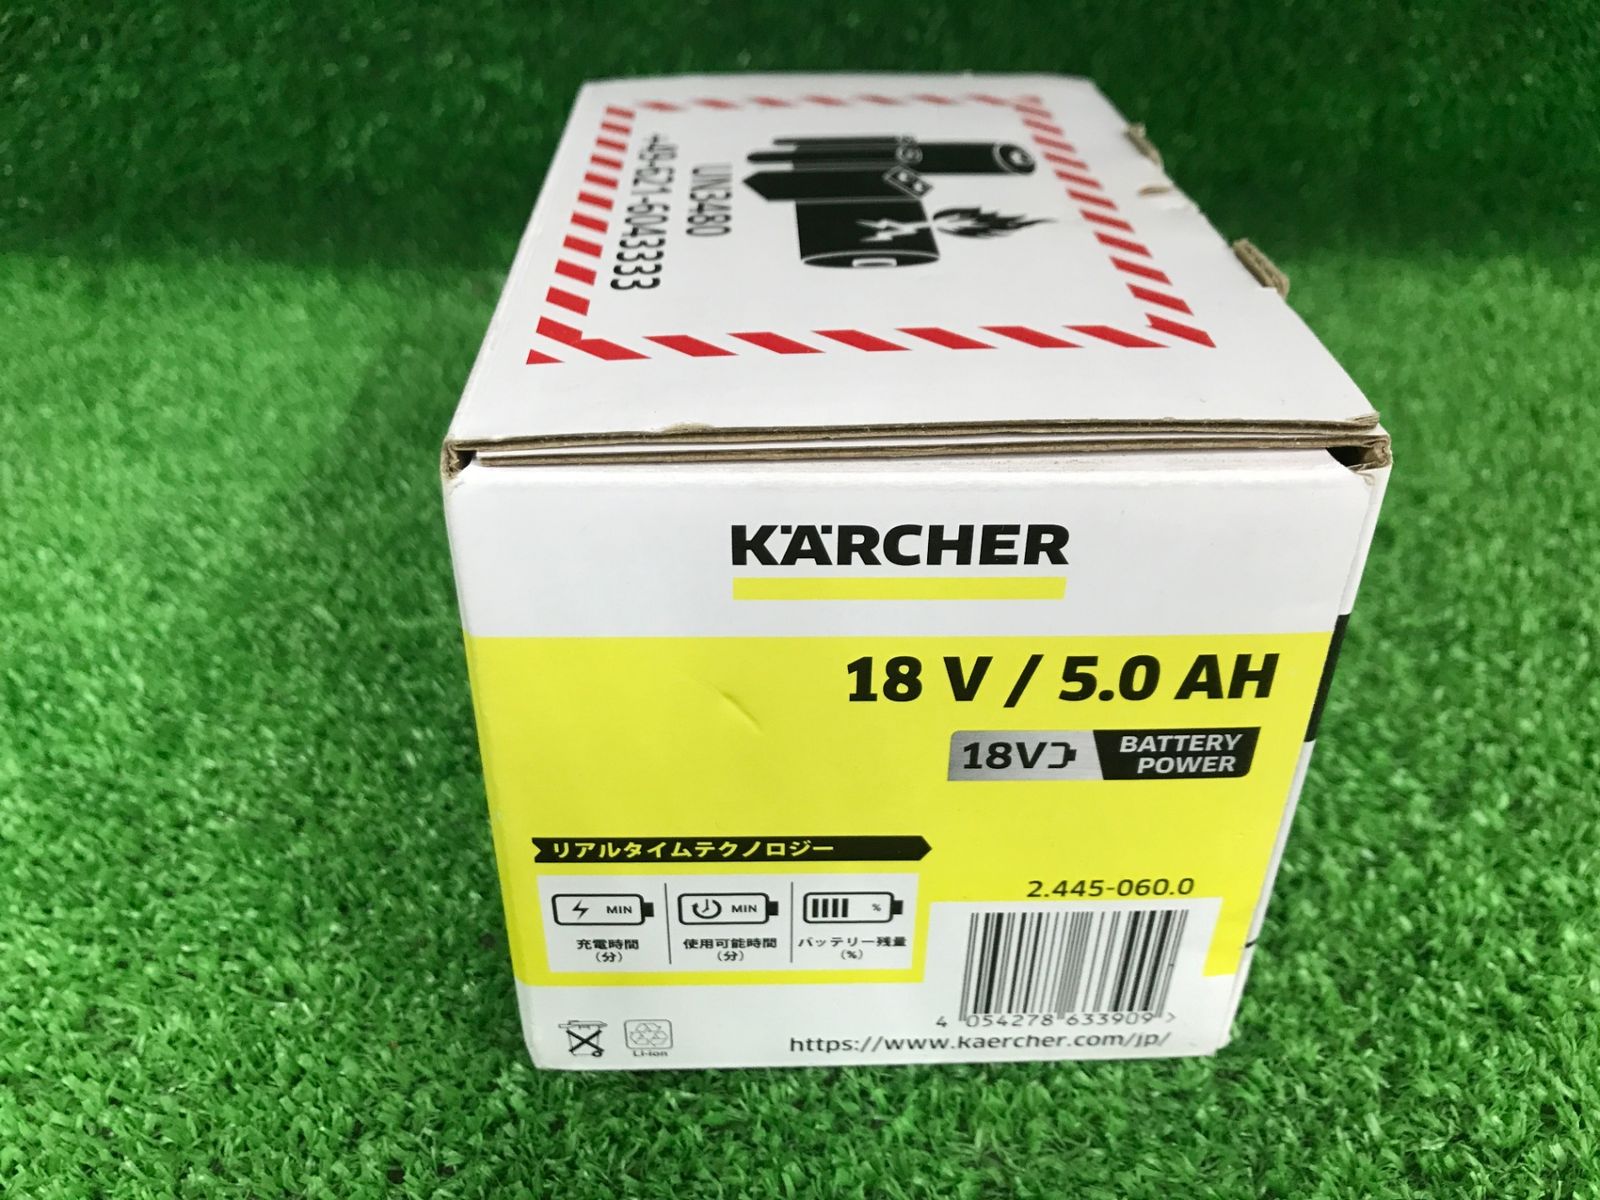 UN3480
+49-621-6043333
KÄRCHER
18 V / 5.0 AH
18V
BATTERY
POWER
リアルタイムテクノロジー
MIN
MIN
%
充電時間
(分)
使用可能時間
(分)
バッテリー残量
(%)
2.445-060.0
4 054278 633909 >
Li-ion
https://www.kaercher.com/jp/